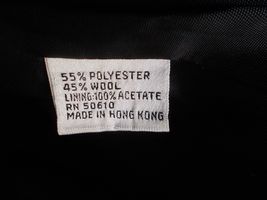 55% POLYESTER
45% WOOL
LINING:100% ACETATE
RN 50610
MADE IN HONG KONG